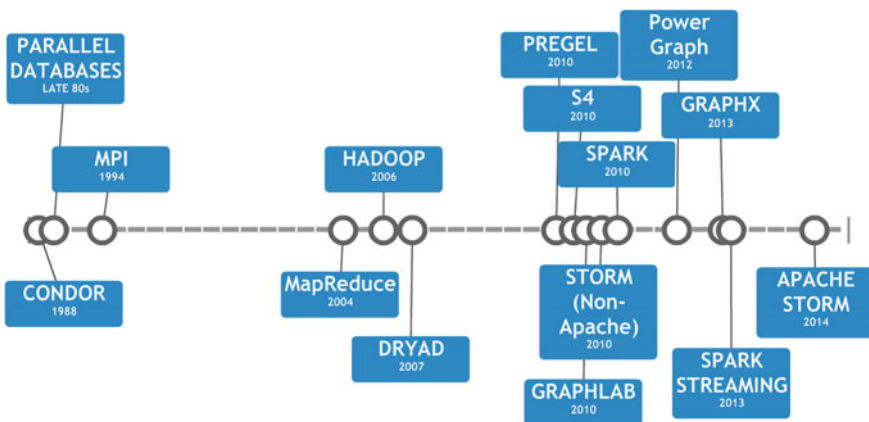 PARALLEL
DATABASES
LATE 80s
MPI
1994
CONDOR
1988
HADOOP
2006
MapReduce
2004
DRYAD
2007
PREGEL
2010
S4
2010
SPARK
2010
STORM
(Non-
Apache)
2010
GRAPHLAB
2010
Power
Graph
2012
GRAPHX
2013
SPARK
STREAMING
2013
APACHE
STORM
2014